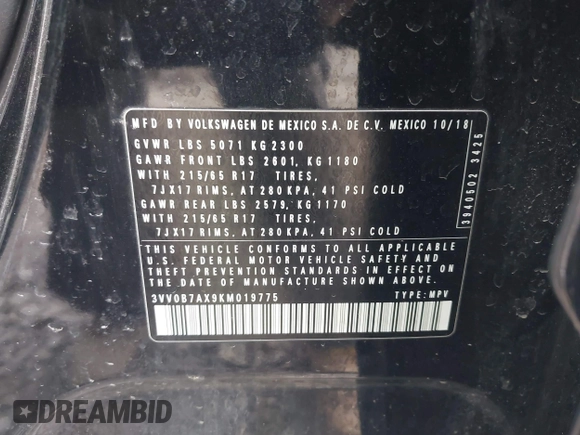 MFD BY VOLKSWAGEN DE MEXICO S.A. DE C.V. MEXICO 10/18
GVWR LBS 5071 KG 2300
GAWR FRONT LBS 2601, KG 1180
WITH 215/65 R17 TIRES,
7JX17 RIMS, AT 280 KPA, 41 PSI COLD
GAWR REAR LBS 2579, KG 1170
WITH 215/65 R17 TIRES,
7JX17 RIMS, AT 280 KPA, 41 PSI COLD
THIS VEHICLE CONFORMS TO ALL APPLICABLE
U.S. FEDERAL MOTOR VEHICLE SAFETY AND
THEFT PREVENTION STANDARDS IN EFFECT ON
THE DATE OF MANUFACTURE SHOWN ABOVE.
3VV0B7AX9KM019775 TYPE: MPV
3940502 3425
DREAMBID